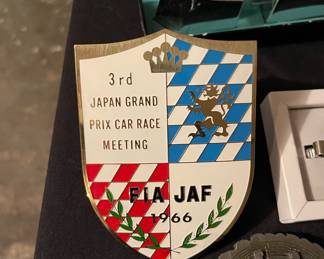 3rd
JAPAN GRAND
PRIX CAR RACE
MEETING
FIA JAF
1966